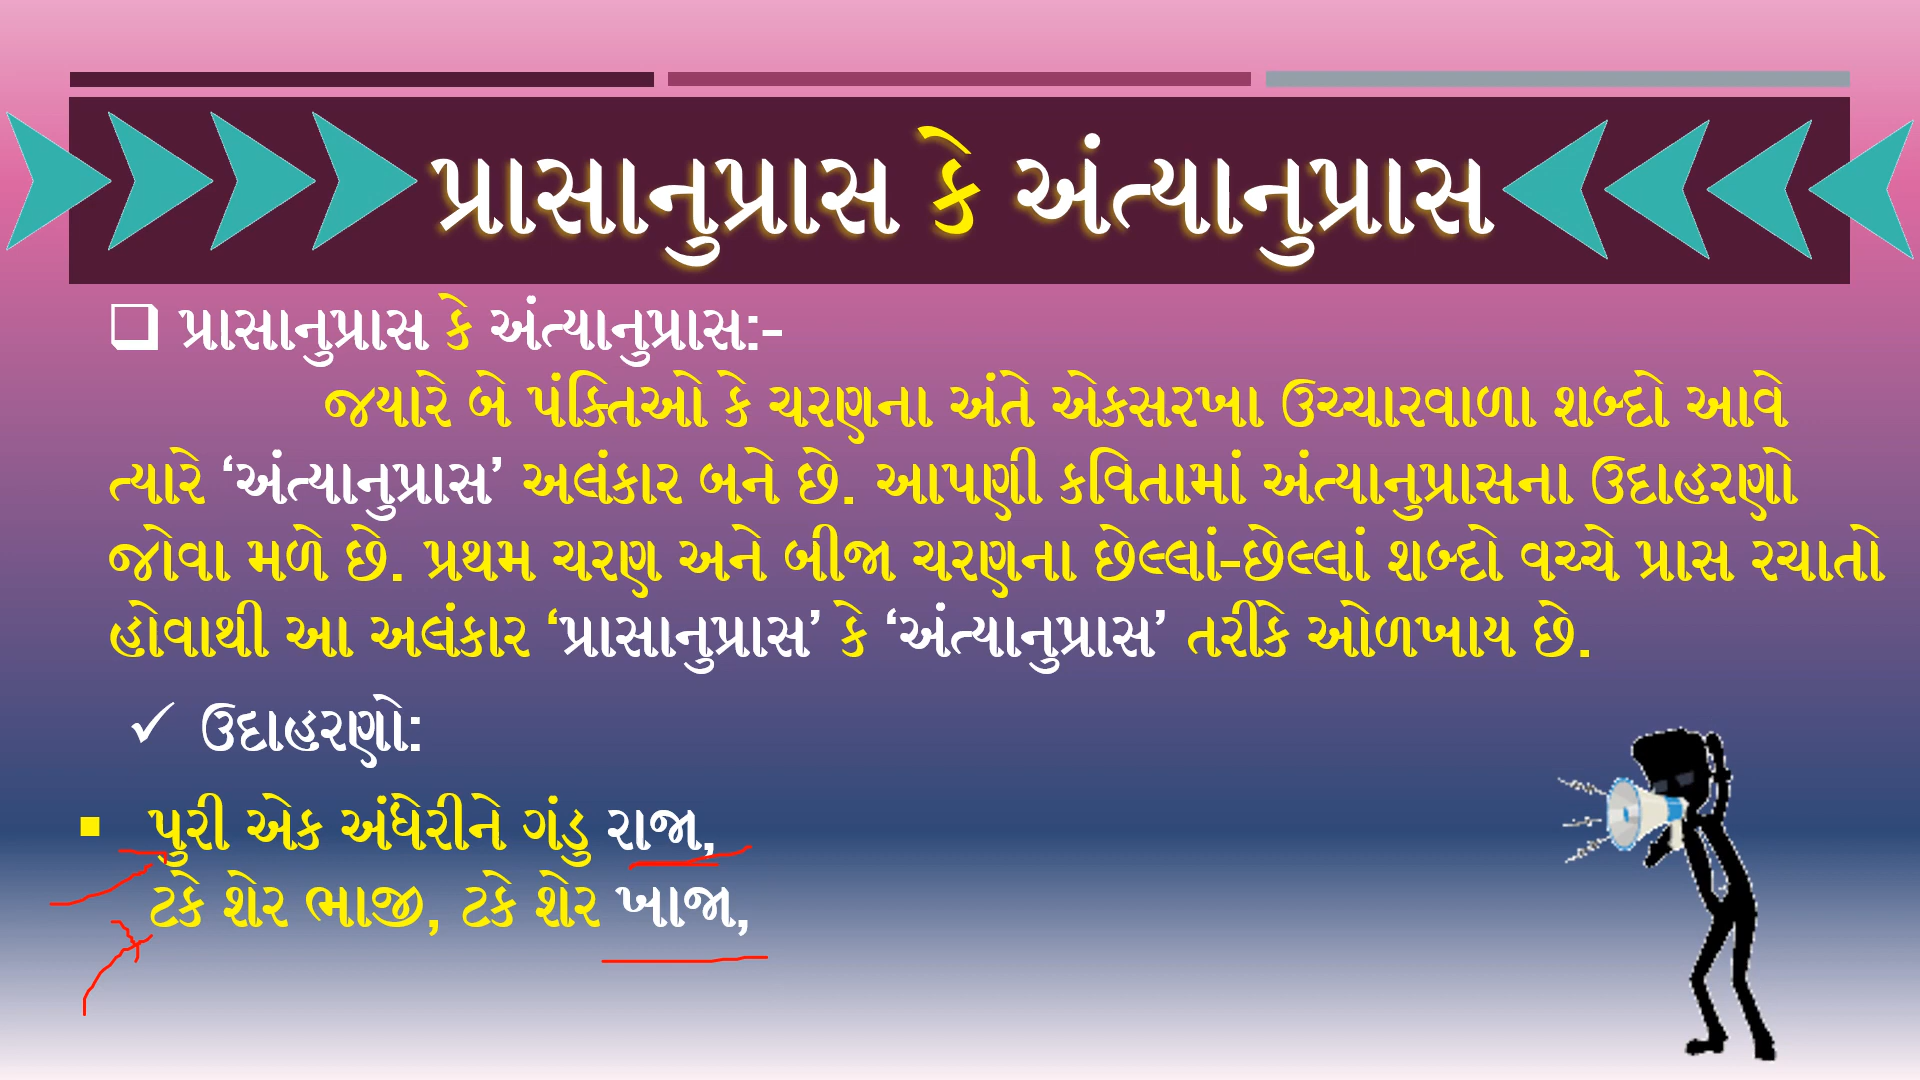 પ્રાસાનુપ્રાસ કે અંત્યાનુપ્રાસ
પ્રાસાનુપ્રાસ કે અંત્યાનુપ્રાસ:-
જયારે બે પંક્તિઓ કે ચરણના અંતે એકસરખા ઉચ્ચારવાળા શબ્દો આવે
ત્યારે ‘અંત્યાનુપ્રાસ’ અલંકાર બને છે. આપણી કવિતામાં અંત્યાનુપ્રાસના ઉદાહરણો
જોવા મળે છે. પ્રથમ ચરણ અને બીજા ચરણના છેલ્લાં-છેલ્લાં શબ્દો વચ્ચે પ્રાસ રચાતો
હોવાથી આ અલંકાર ‘પ્રાસાનુપ્રાસ’ કે ‘અંત્યાનુપ્રાસ’ તરીકે ઓળખાય છે.
ઉદાહરણો:
પુરી એક અંધેરીને ગંડુ રાજા,
ટકે શેર ભાજી, ટકે શેર ખાજા,